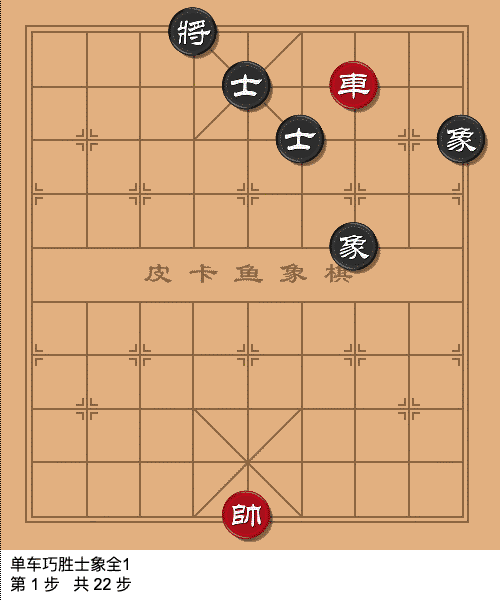 將
士 車
士 象
象
皮卡鱼象棋
帥
单车巧胜士象全1
第 1 步 共 22 步